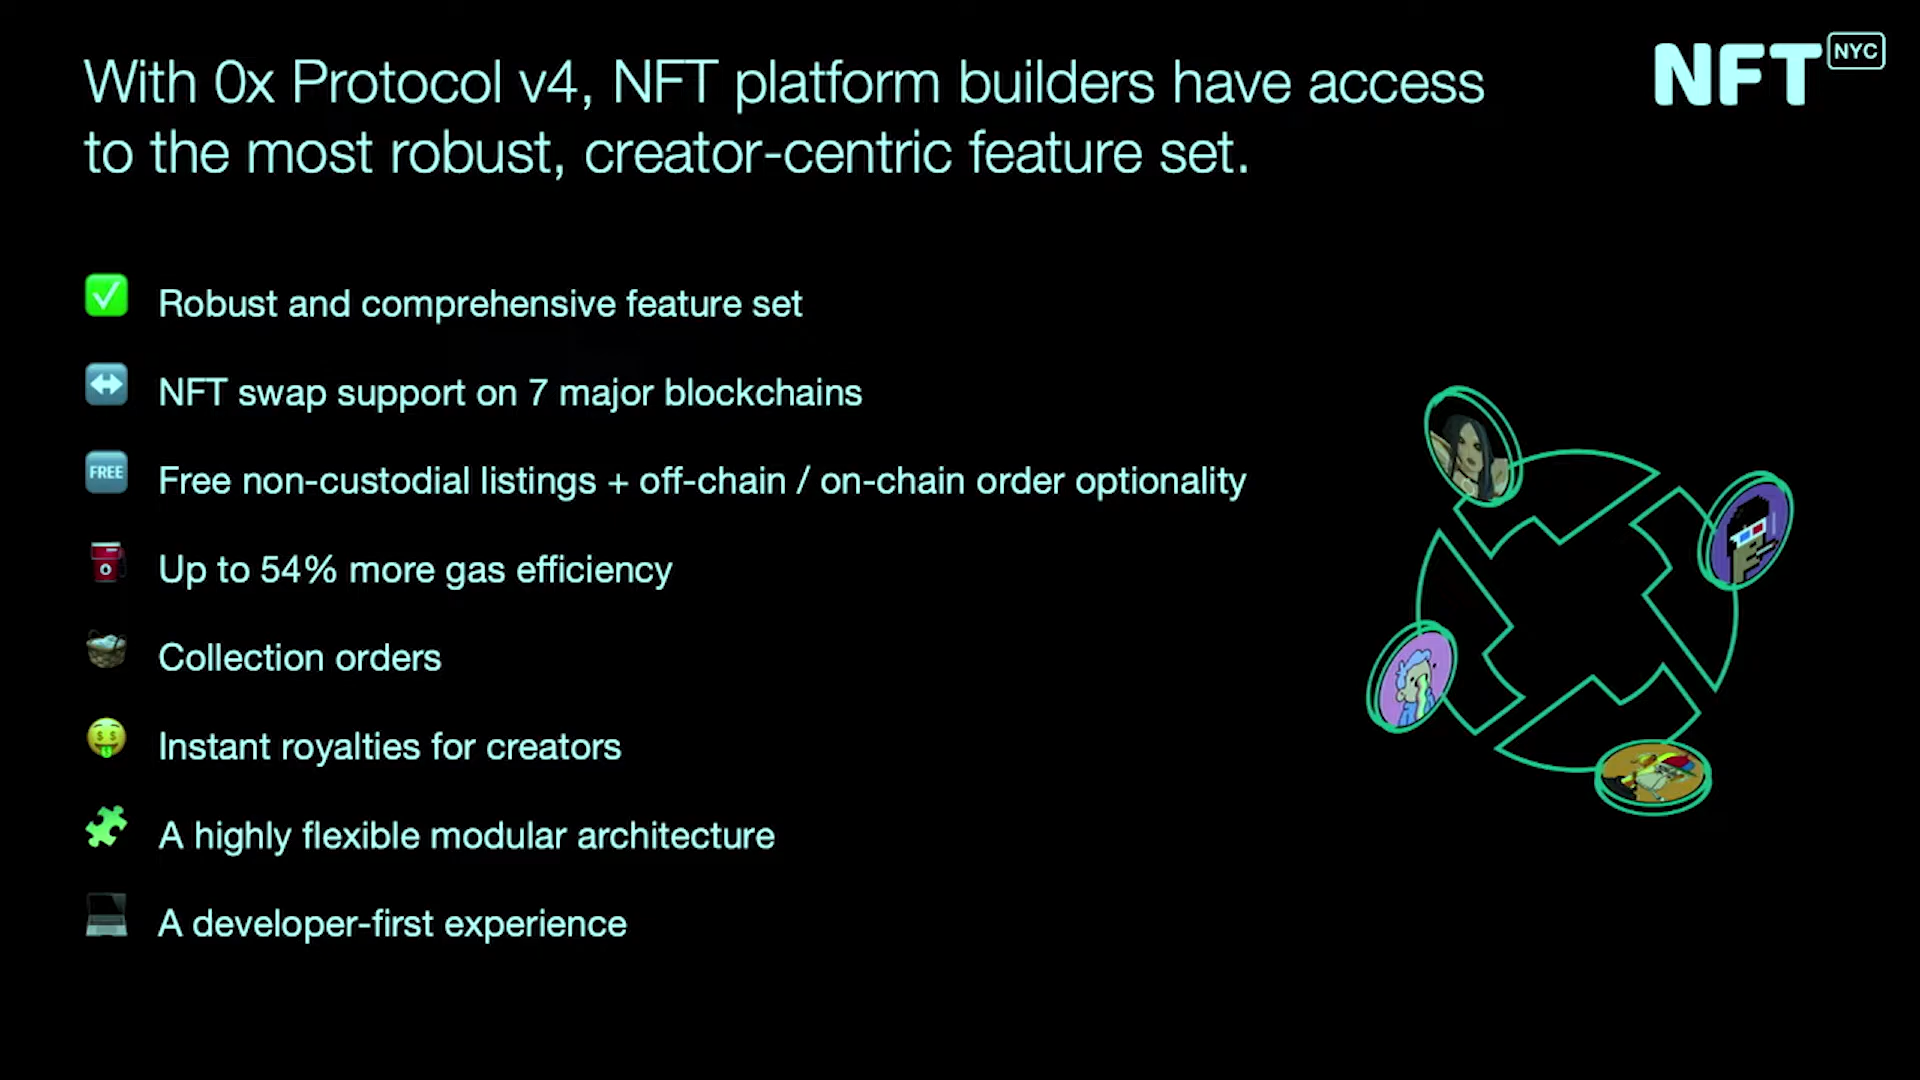 With 0x Protocol v4, NFT platform builders have access
to the most robust, creator-centric feature set.
NFT NYC
Robust and comprehensive feature set
NFT swap support on 7 major blockchains
FREE
Free non-custodial listings + off-chain / on-chain order optionality
Up to 54% more gas efficiency
Collection orders
Instant royalties for creators
A highly flexible modular architecture
A developer-first experience